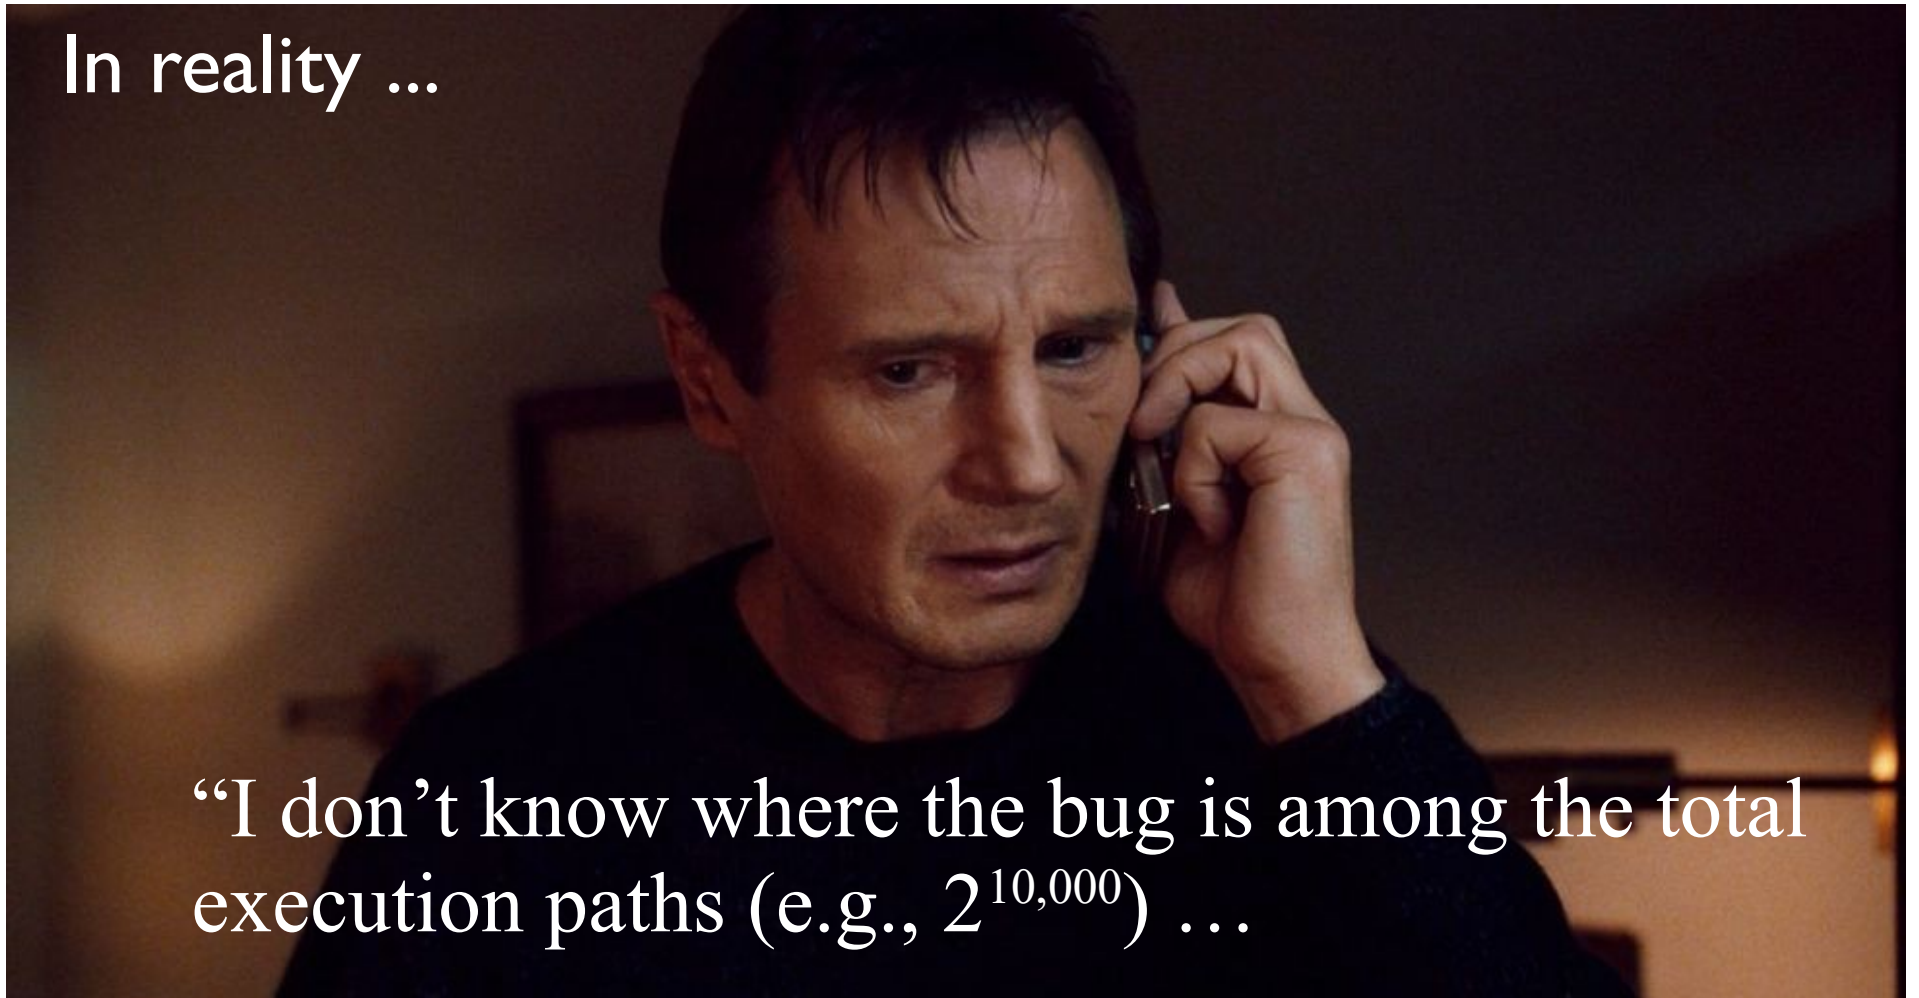 In reality ...
“I don’t know where the bug is among the total
execution paths (e.g., 2^10,000) …